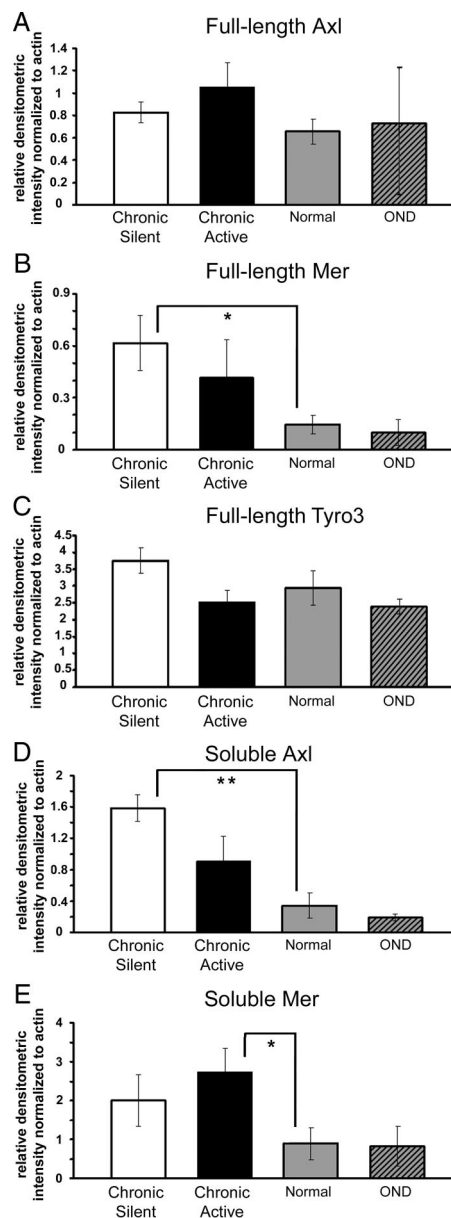 A
Full-length Axl
relative densitometric
intensity normalized to actin
1.4
1.2
1
0.8
0.6
0.4
0.2
0
Chronic Silent
Chronic Active
Normal
OND
B
Full-length Mer
relative densitometric
intensity normalized to actin
0.9
0.6
0.3
0
*
Chronic Silent
Chronic Active
Normal
OND
C
Full-length Tyro3
relative densitometric
intensity normalized to actin
4.5
4
3.5
3
2.5
2
1.5
1
0.5
0
Chronic Silent
Chronic Active
Normal
OND
D
Soluble Axl
relative densitometric
intensity normalized to actin
2
1.6
1.2
0.8
0.4
0
**
Chronic Silent
Chronic Active
Normal
OND
E
Soluble Mer
relative densitometric
intensity normalized to actin
4
3
2
1
0
*
Chronic Silent
Chronic Active
Normal
OND